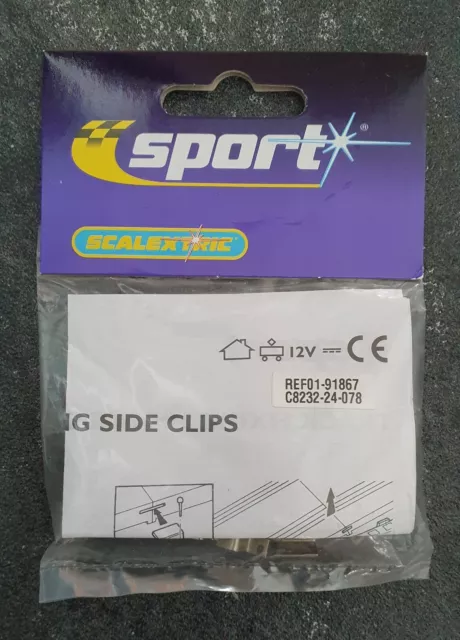 sport®
SCALEXTRIC
12V CE
REF01-91867
C8232-24-078
G SIDE CLIPS